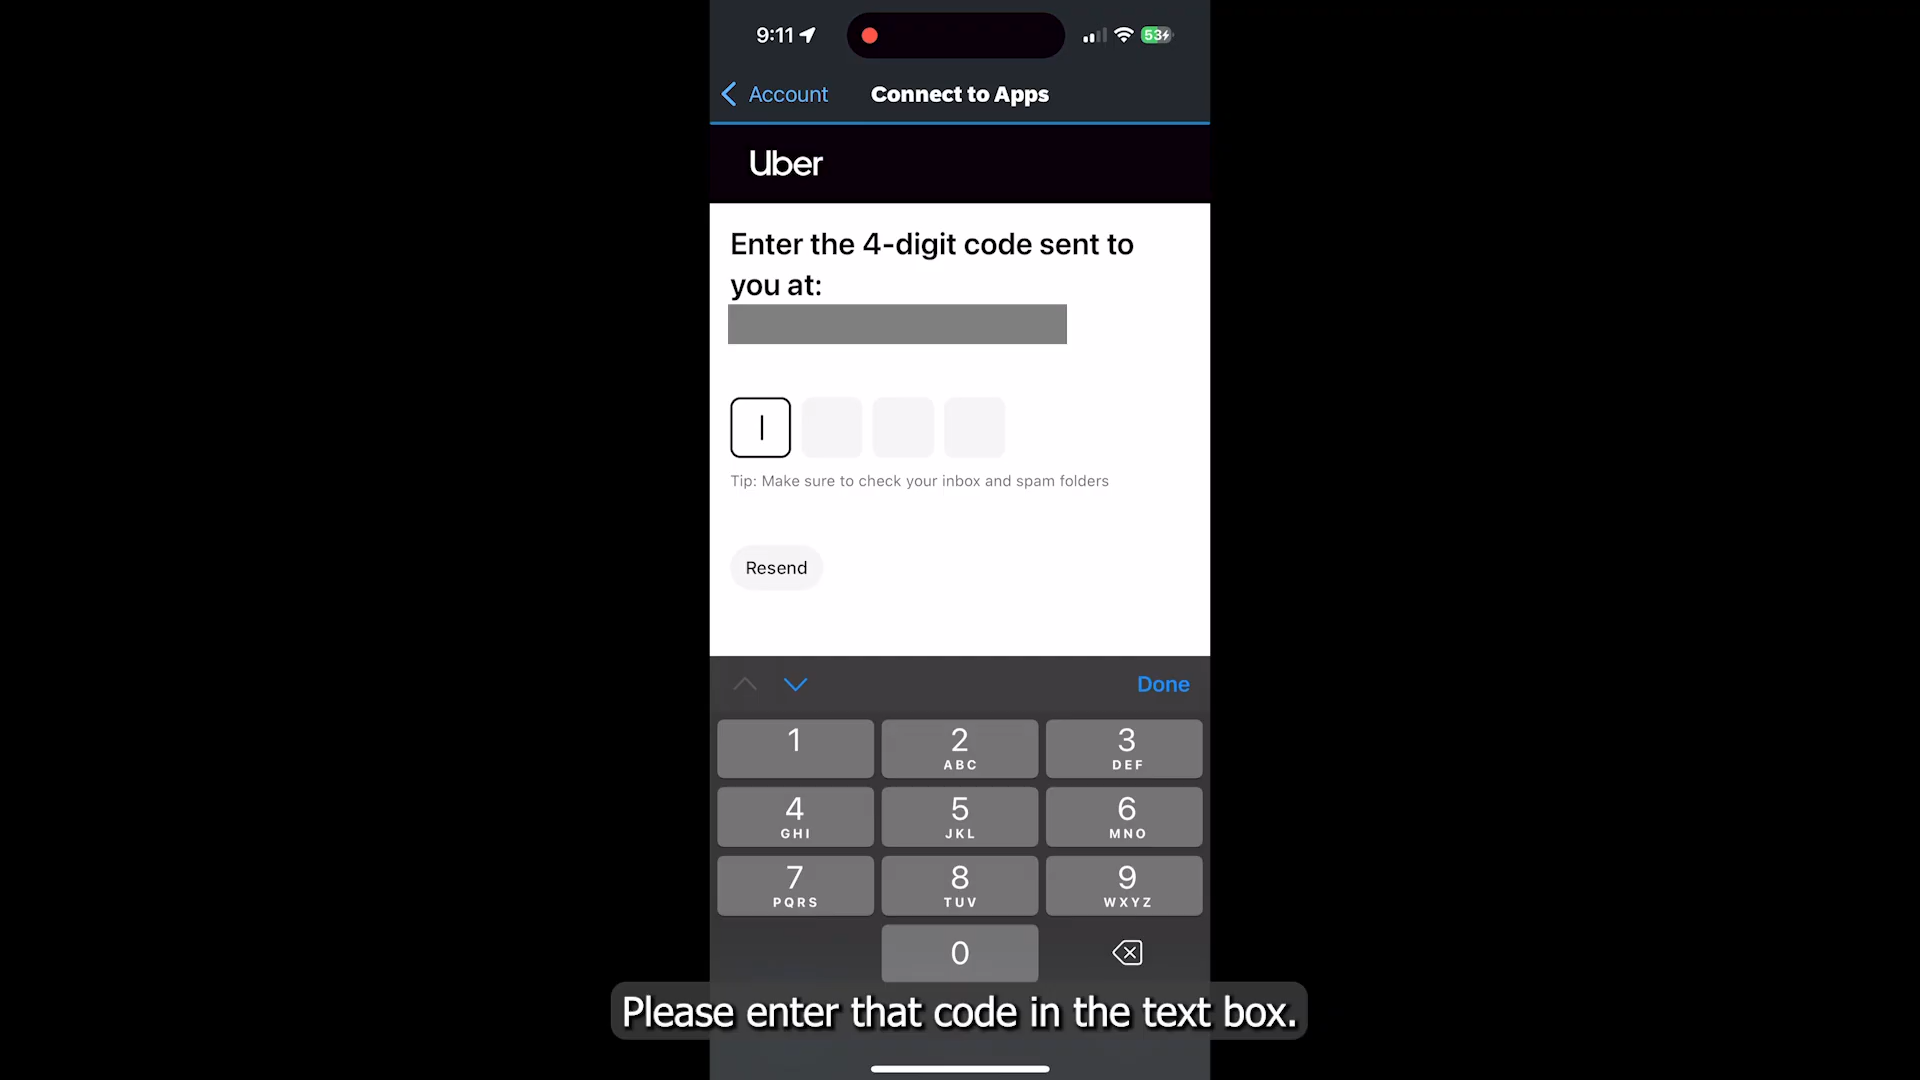 9:11
53
Account
Connect to Apps
Uber
Enter the 4-digit code sent to
you at:
Tip: Make sure to check your inbox and spam folders
Resend
Done
1
2
ABC
3
DEF
4
GHI
5
JKL
6
MNO
7
PQRS
8
TUV
9
WXYZ
0
Please enter that code in the text box.